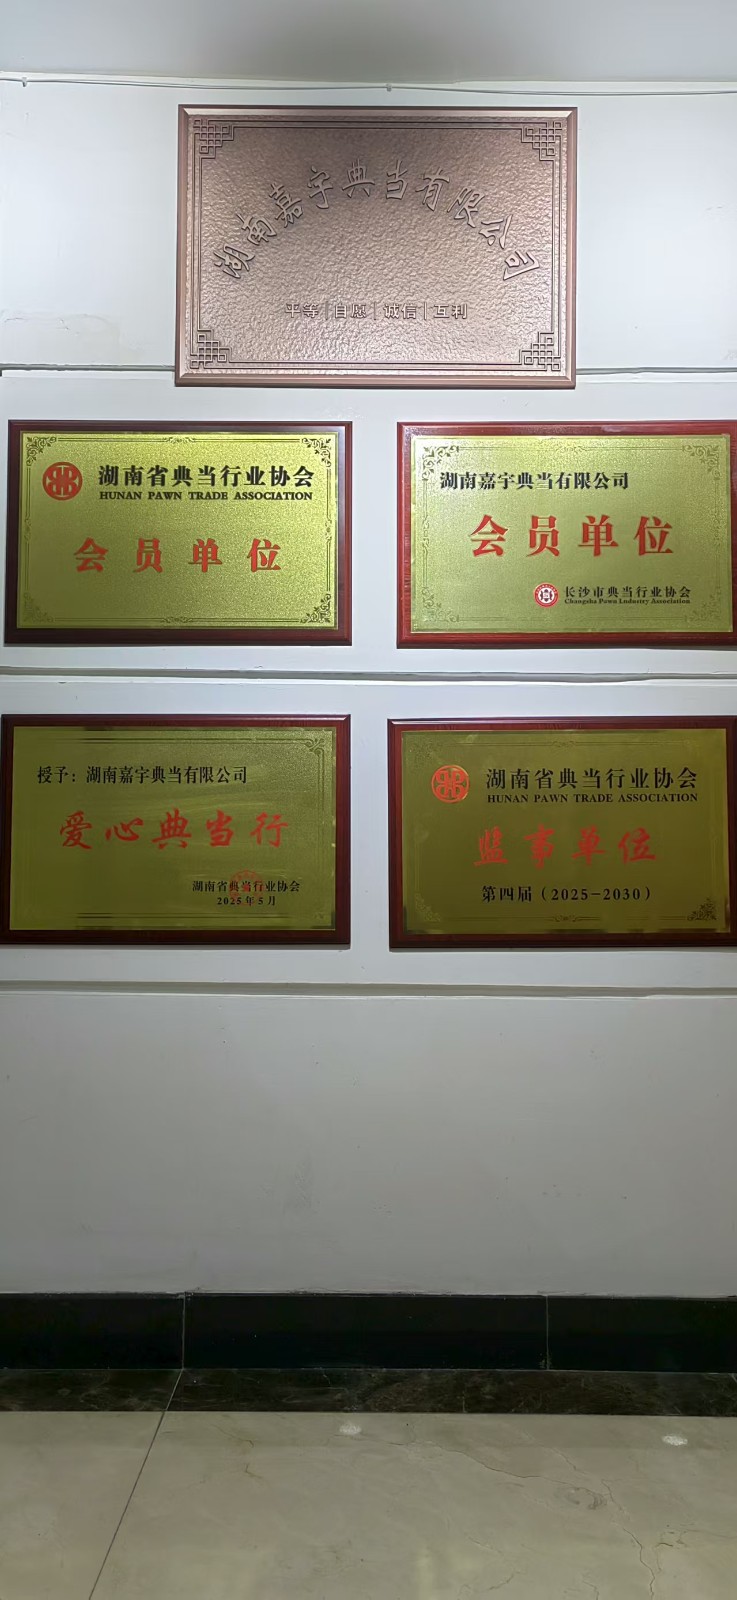 湖南嘉宇典当有限公司
平等|自愿|诚信|互利
湖南省典当行业协会
HUNAN PAWN TRADE ASSOCIATION
会员单位
湖南嘉宇典当有限公司
会员单位
长沙市典当行业协会
Changsha Pawn Lndustry Association
授予：湖南嘉宇典当有限公司
爱心典当行
湖南省典当行业协会
2025年5月
湖南省典当行业协会
HUNAN PAWN TRADE ASSOCIATION
监事单位
第四届（2025-2030）